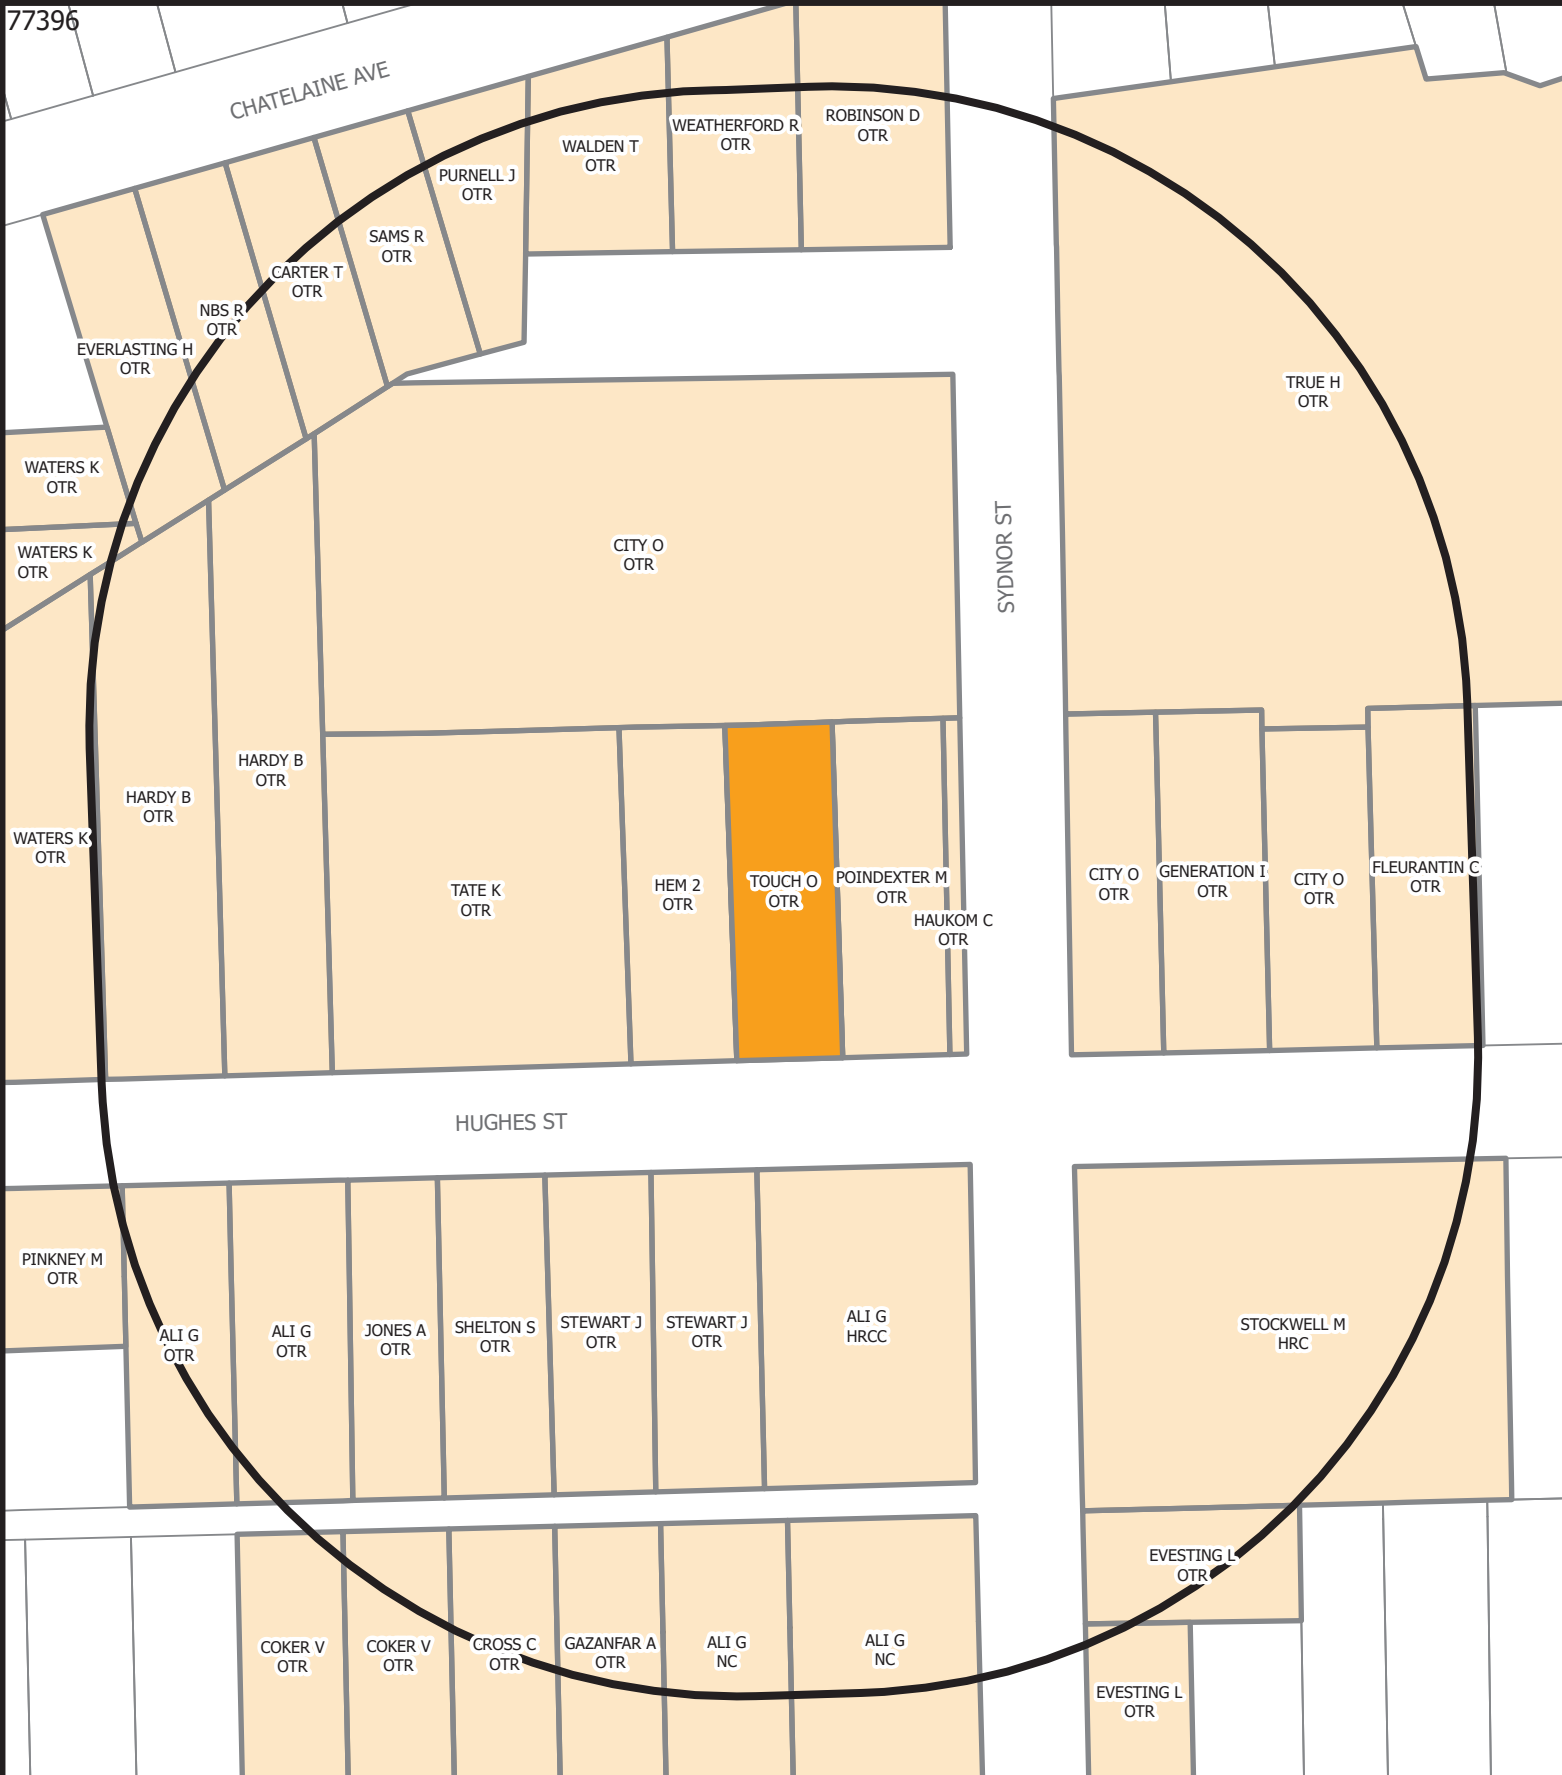 77396
CHATELAINE AVE
ROBINSON D
OTR
WEATHERFORD R
OTR
WALDEN T
OTR
PURNELL J
OTR
SAMS R
OTR
CARTER T
OTR
NBS R
OTR
EVERLASTING H
OTR
TRUE H
OTR
WATERS K
OTR
WATERS K
OTR
CITY O
OTR
SYDNOR ST
HARDY B
OTR
HARDY B
OTR
WATERS K
OTR
TATE K
OTR
HEM 2
OTR
TOUCH O
OTR
POINDEXTER M
OTR
HAUKOM C
OTR
CITY O
OTR
GENERATION I
OTR
CITY O
OTR
FLEURANTIN C
OTR
HUGHES ST
PINKNEY M
OTR
ALI G
OTR
ALI G
OTR
JONES A
OTR
SHELTON S
OTR
STEWART J
OTR
STEWART J
OTR
ALI G
HRCC
STOCKWELL M
HRC
EVESTING L
OTR
COKER V
OTR
COKER V
OTR
CROSS C
OTR
GAZANFAR A
OTR
ALI G
NC
ALI G
NC
EVESTING L
OTR